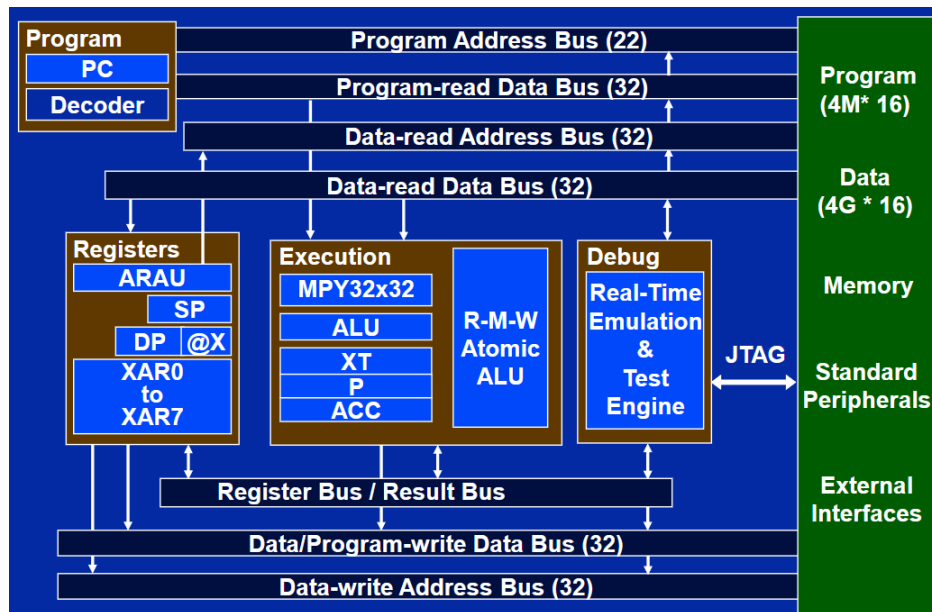 Program
PC
Decoder
Program Address Bus (22)
Program-read Data Bus (32)
Data-read Address Bus (32)
Data-read Data Bus (32)
Registers
ARAU
SP
DP
@X
XAR0
to
XAR7
Execution
MPY32x32
ALU
XT
P
ACC
R-M-W
Atomic
ALU
Debug
Real-Time
Emulation
&
Test
Engine
JTAG
Register Bus / Result Bus
Data/Program-write Data Bus (32)
Data-write Address Bus (32)
Program
(4M* 16)
Data
(4G * 16)
Memory
Standard
Peripherals
External
Interfaces